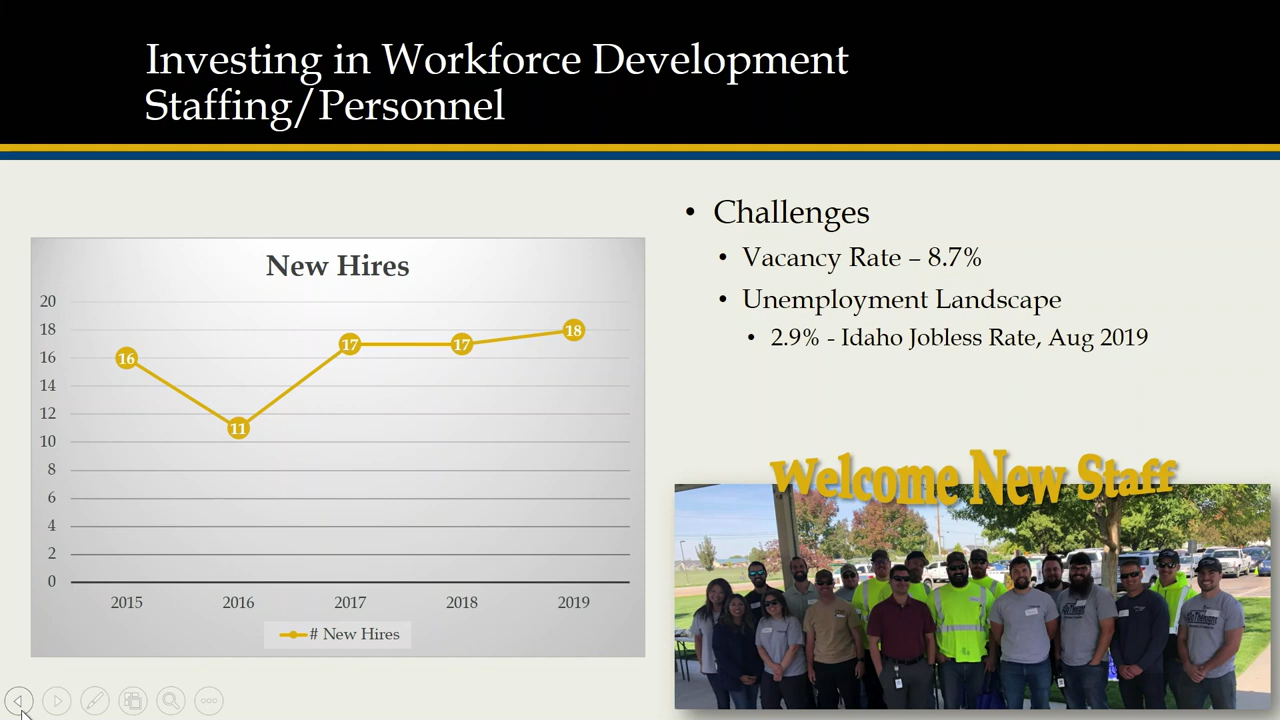 Investing in Workforce Development
Staffing/Personnel
New Hires
20
18
16
14
12
10
8
6
4
2
0
16
11
17
17
18
2015
2016
2017
2018
2019
# New Hires
• Challenges
• Vacancy Rate – 8.7%
• Unemployment Landscape
• 2.9% - Idaho Jobless Rate, Aug 2019
Welcome New Staff